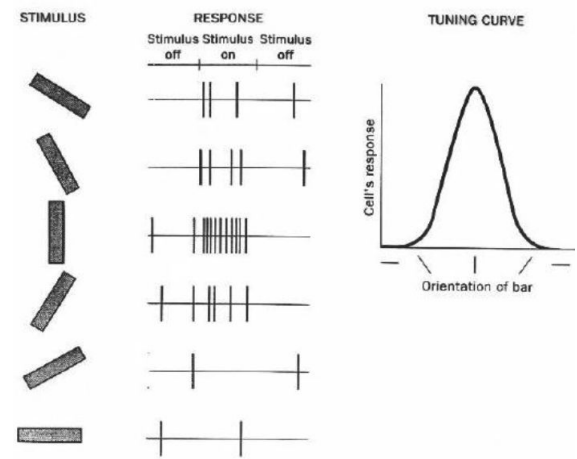 STIMULUS
RESPONSE
TUNING CURVE
Stimulus Stimulus Stimulus
off on off
Cell's response
Orientation of bar